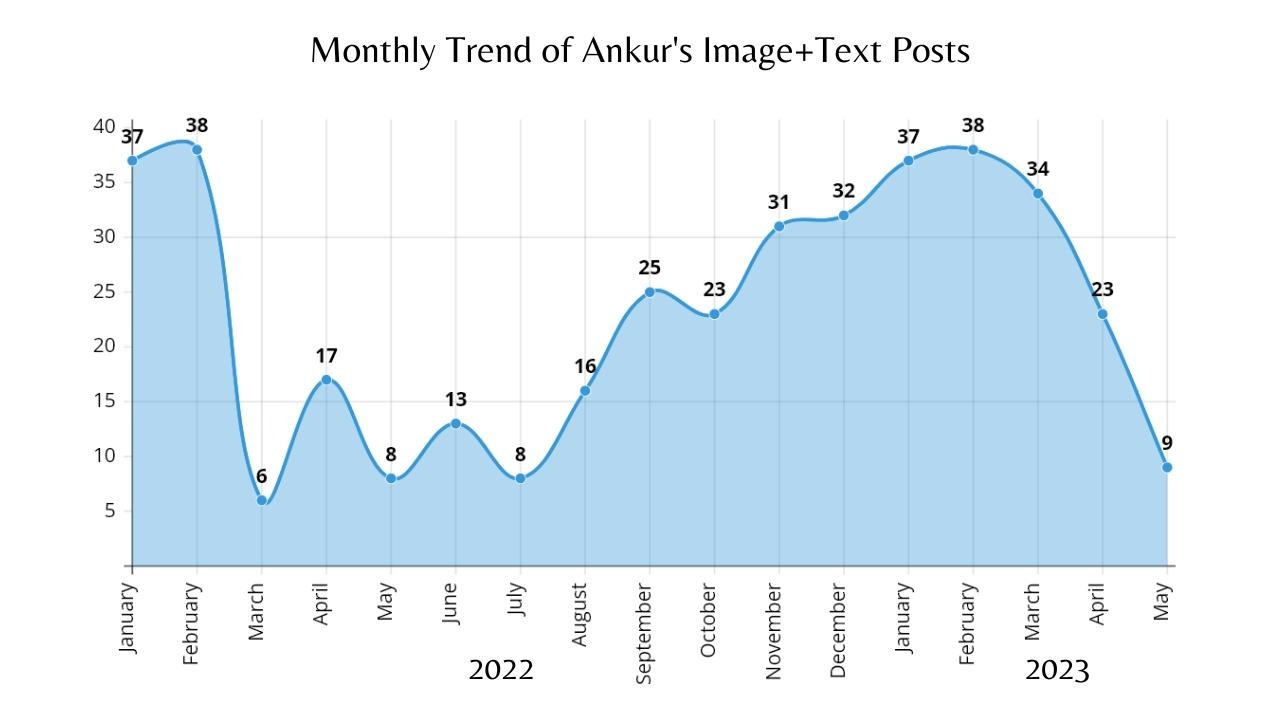 Monthly Trend of Ankur's Image+Text Posts
40
35
30
25
20
15
10
5
37
38
6
17
8
13
8
16
25
23
31
32
37
38
34
23
9
January
February
March
April
May
June
July
August
September
October
November
December
January
February
March
April
May
2022
2023